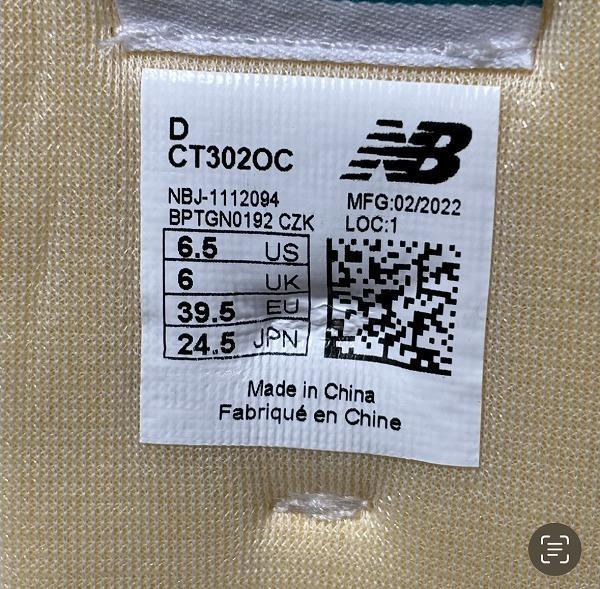 D
CT302OC
NB
NBJ-1112094
MFG:02/2022
BPTGN0192 CZK
LOC:1
6.5 US
6 UK
39.5 EU
24.5 JPN
Made in China
Fabriqué en Chine